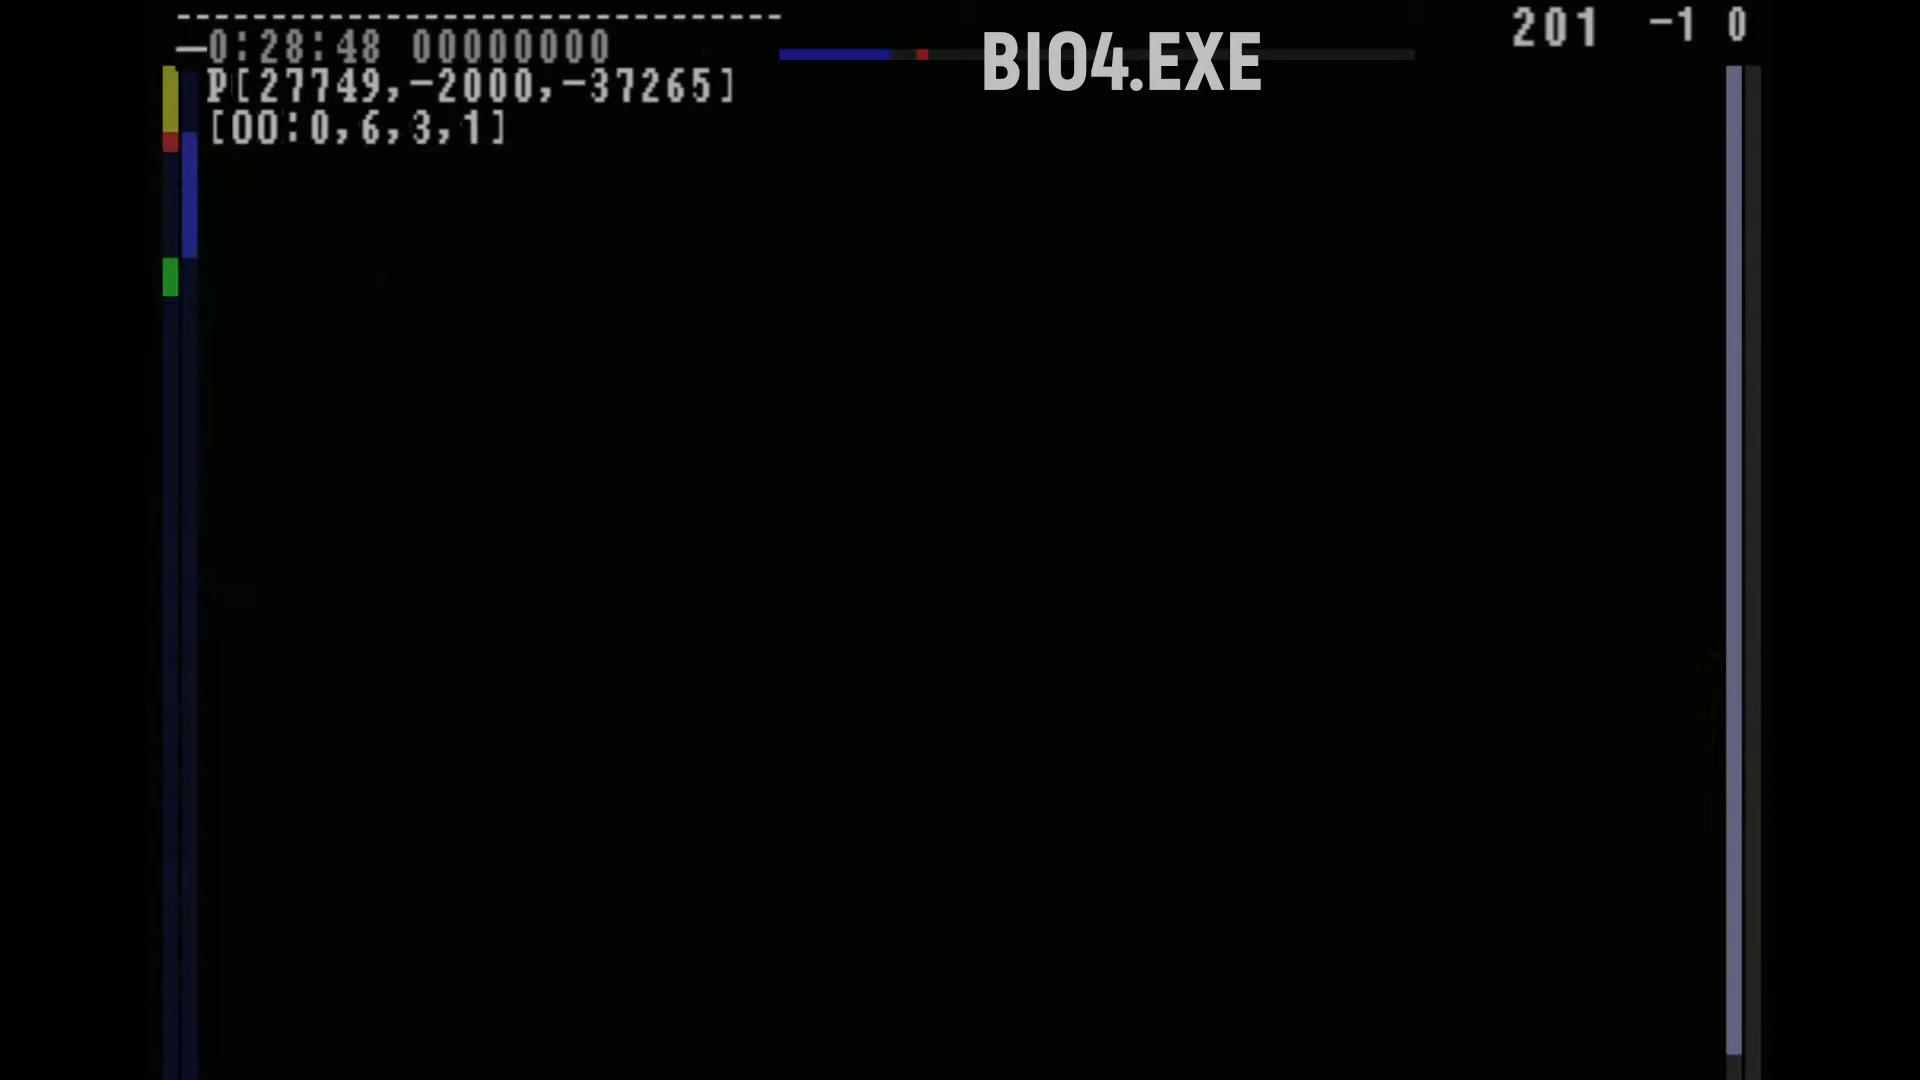 ------------------------------
—0:28:48 00000000
BIO4.EXE
201 -1 0
P[27749,-2000,-37265]
[00:0,6,3,1]